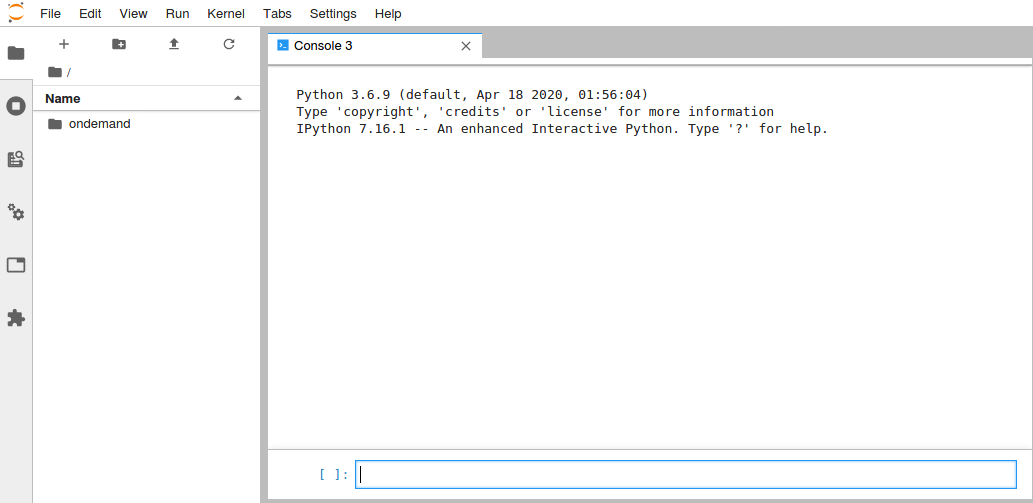 File Edit View Run Kernel Tabs Settings Help
/
Name
ondemand
Console 3
Python 3.6.9 (default, Apr 18 2020, 01:56:04)
Type 'copyright', 'credits' or 'license' for more information
IPython 7.16.1 -- An enhanced Interactive Python. Type '?' for help.
[ ]: